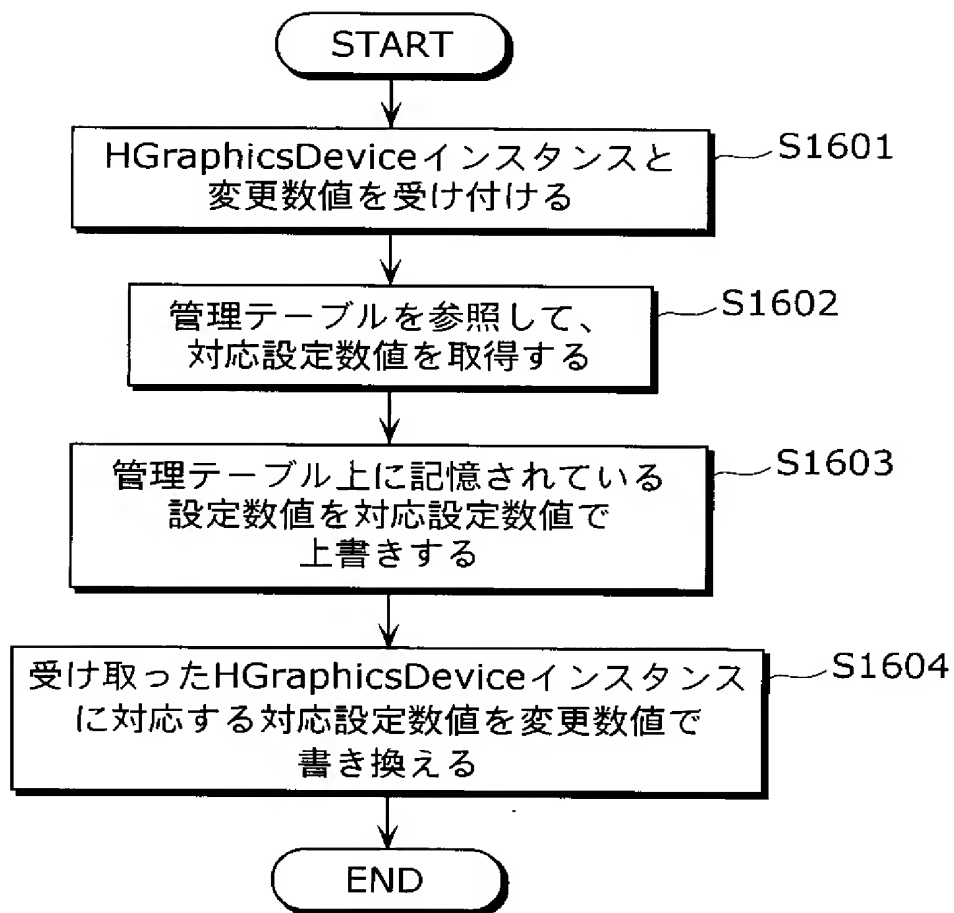 START
HGraphicsDeviceインスタンスと
変更数値を受け付ける
S1601
管理テーブルを参照して、
対応設定数値を取得する
S1602
管理テーブル上に記憶されている
設定数値を対応設定数値で
上書きする
S1603
受け取ったHGraphicsDeviceインスタンス
に対応する対応設定数値を変更数値で
書き換える
S1604
END